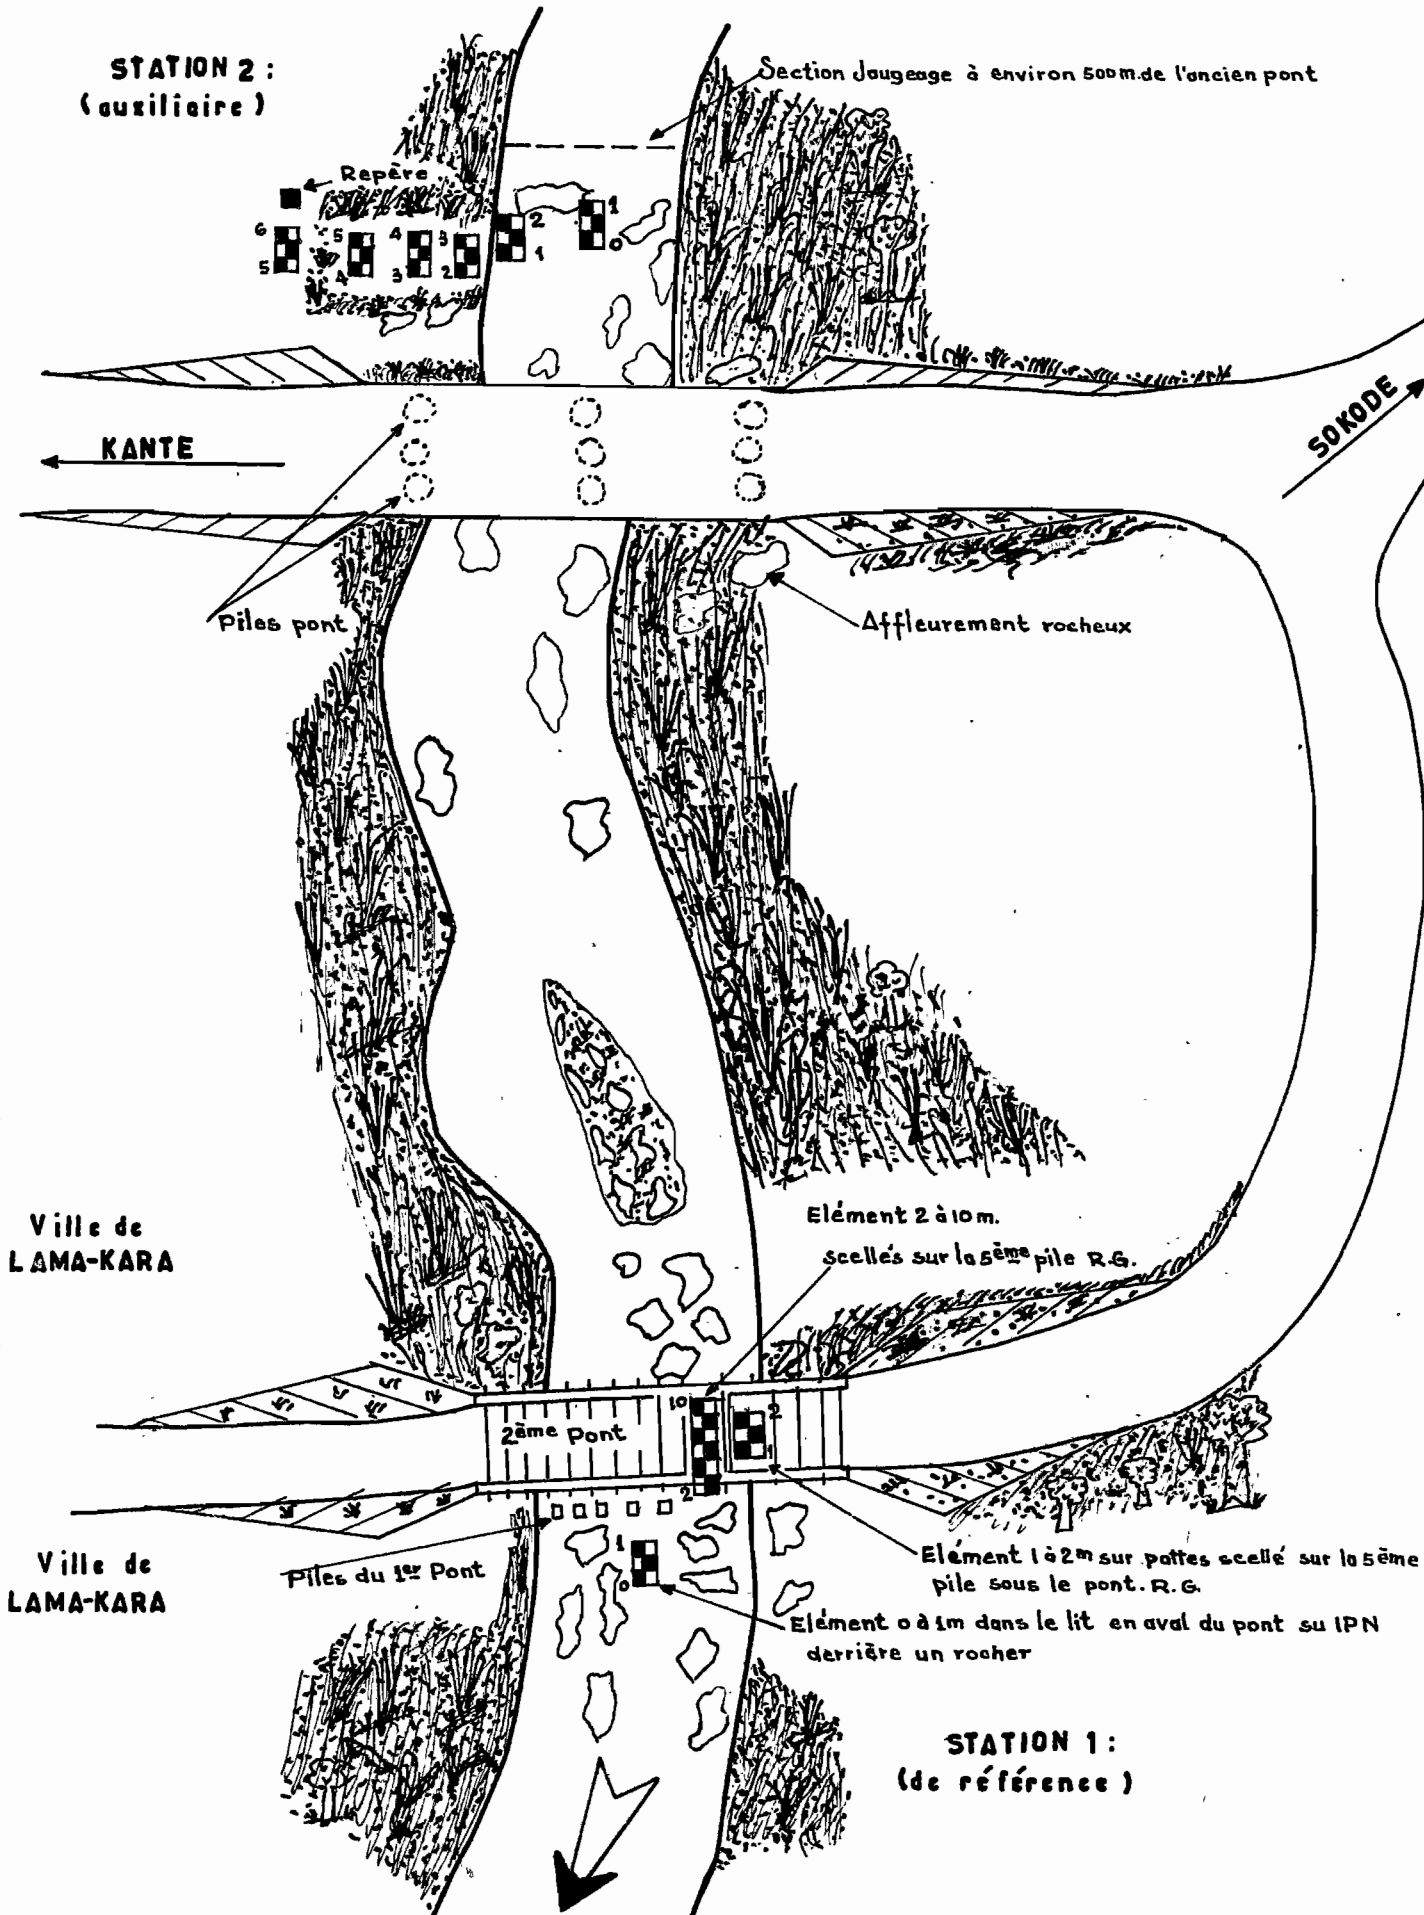 STATION 2 :
(auxiliaire)
Section Jaugeage à environ 500m. de l'ancien pont
Repère
6
5
5
4
4
3
3
2
2
1
1
0
KANTE
SOKODE
Piles pont
Affleurement rocheux
Ville de
LAMA-KARA
Elément 2 à 10 m.
scellés sur la 5ème pile R.G.
10
2
2
1
2ème Pont
Ville de
LAMA-KARA
Piles du 1er Pont
1
0
Elément 1 à 2m sur pattes scellé sur la 5ème
pile sous le pont. R.G.
Elément 0 à 1m dans le lit en aval du pont su IPN
derrière un rocher
STATION 1 :
(de référence)